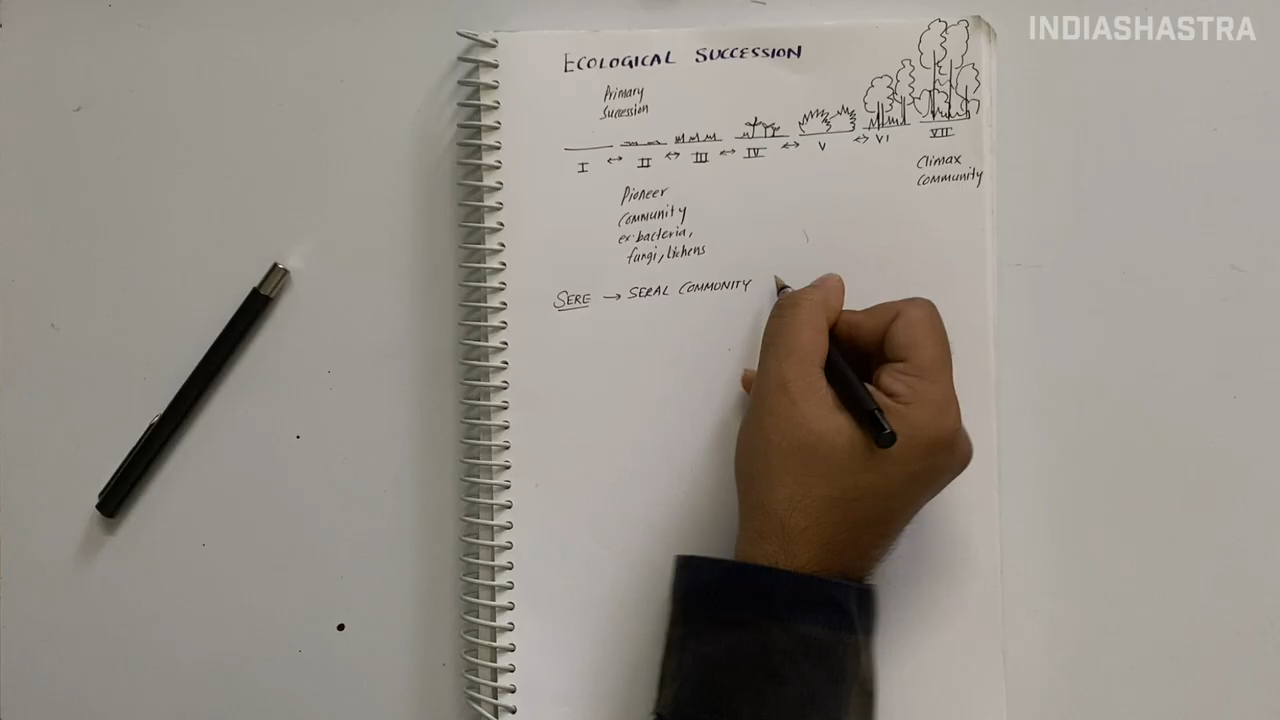 INDIASHASTRA
ECOLOGICAL SUCCESSION
Primary
Succession
I ↔ II ↔ III ↔ IV ↔ V ↔ VI VII
Climax
Community
Pioneer
Community
ex. bacteria,
fungi, lichens
SERE → SERAL COMMUNITY